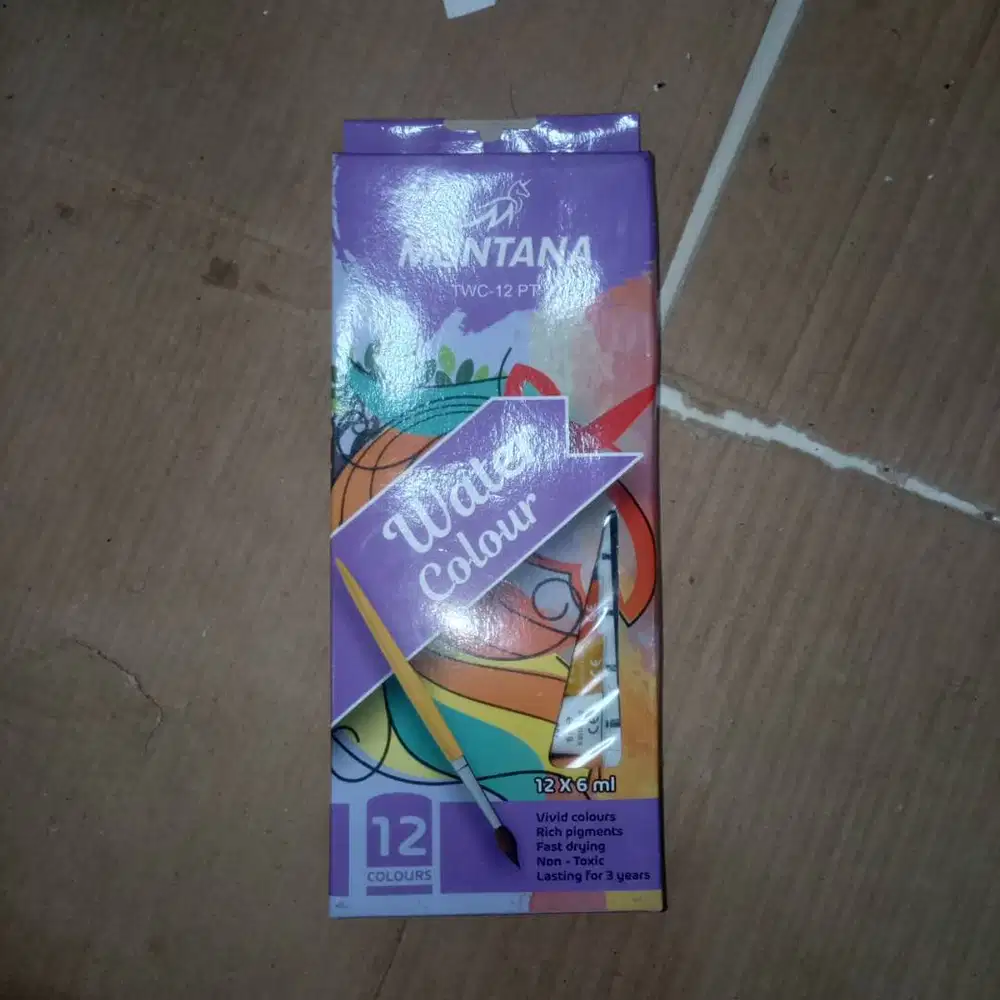 MONTANA
TWC-12 PT
Water
Colour
CE
12 X 6 ml
12
COLOURS
Vivid colours
Rich pigments
Fast drying
Non - Toxic
Lasting for 3 years